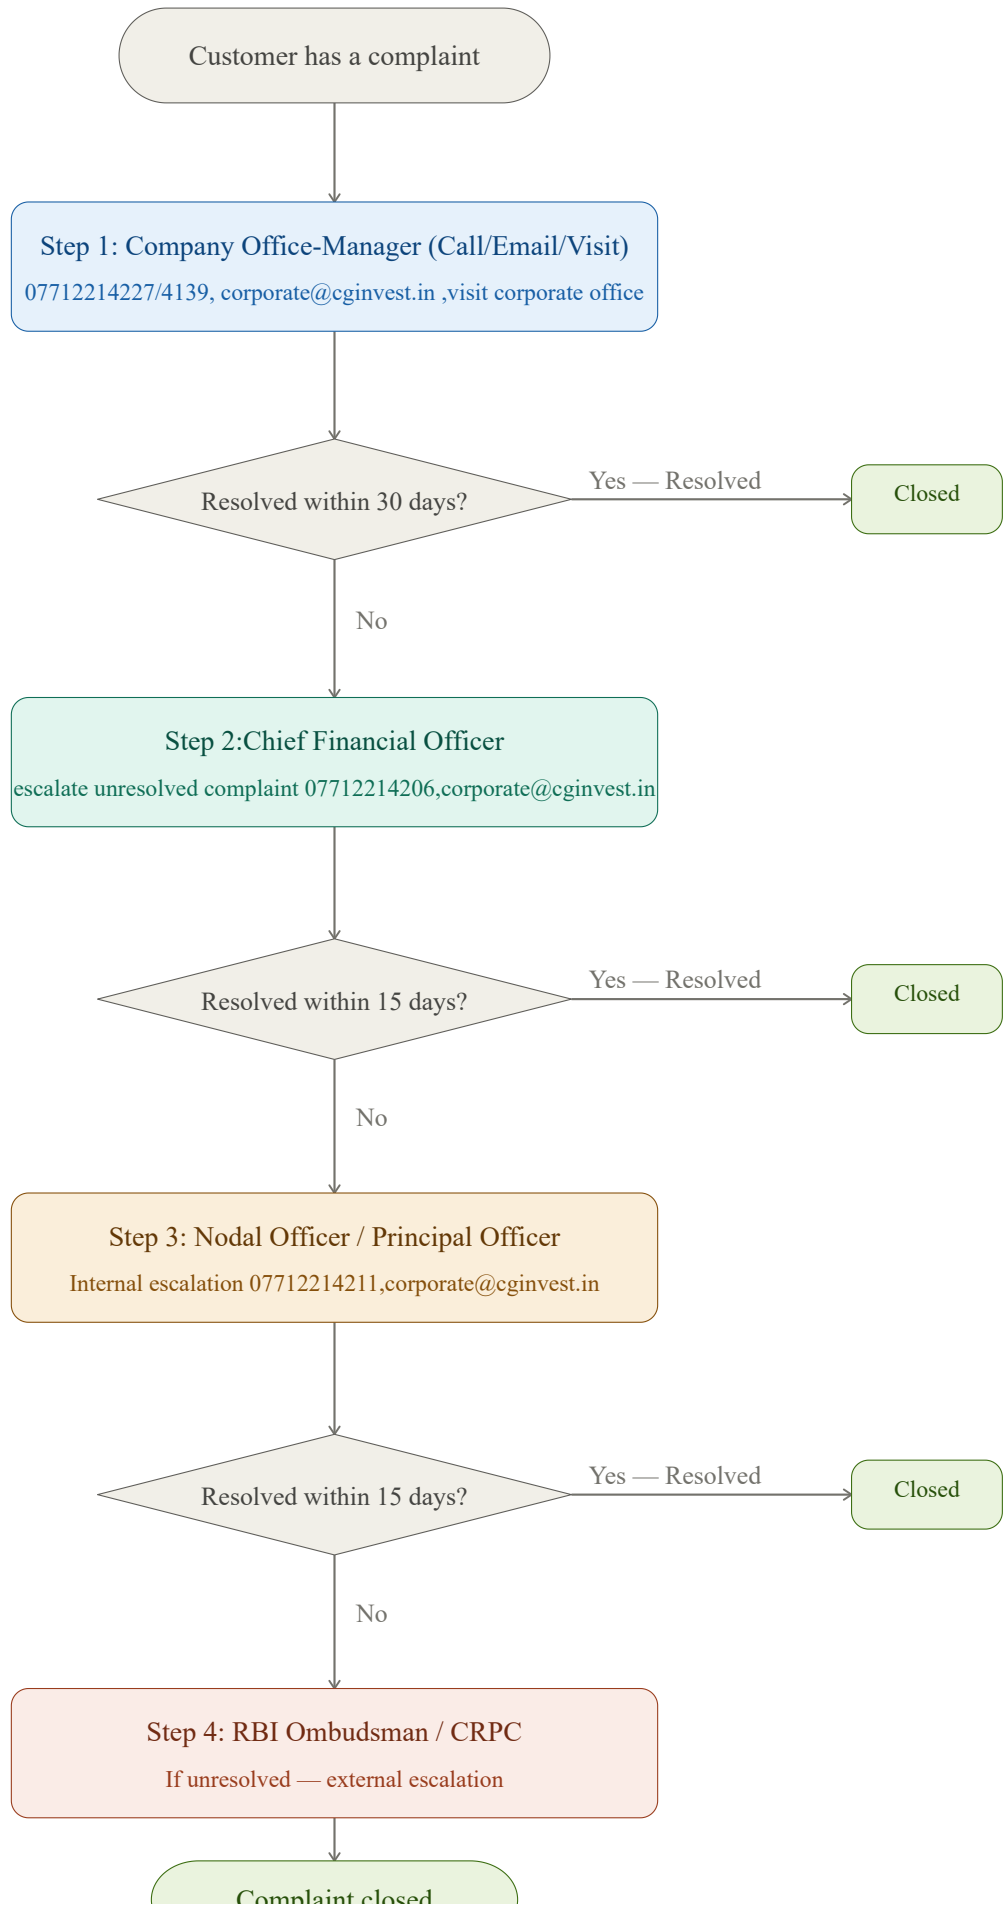 Customer has a complaint
Step 1: Company Office-Manager (Call/Email/Visit)
07712214227/4139, corporate@cginvest.in ,visit corporate office
Resolved within 30 days?
Yes — Resolved
Closed
No
Step 2:Chief Financial Officer
escalate unresolved complaint 07712214206,corporate@cginvest.in
Resolved within 15 days?
Yes — Resolved
Closed
No
Step 3: Nodal Officer / Principal Officer
Internal escalation 07712214211,corporate@cginvest.in
Resolved within 15 days?
Yes — Resolved
Closed
No
Step 4: RBI Ombudsman / CRPC
If unresolved — external escalation
Complaint closed